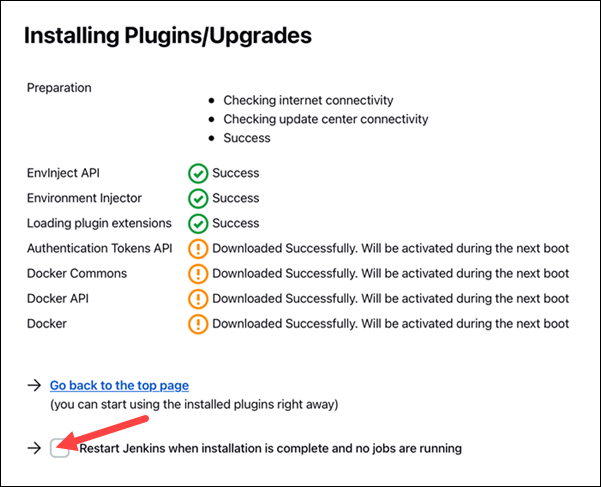 Installing Plugins/Upgrades
Preparation
Checking internet connectivity
Checking update center connectivity
Success
EnvInject API Success
Environment Injector Success
Loading plugin extensions Success
Authentication Tokens API Downloaded Successfully. Will be activated during the next boot
Docker Commons Downloaded Successfully. Will be activated during the next boot
Docker API Downloaded Successfully. Will be activated during the next boot
Docker Downloaded Successfully. Will be activated during the next boot
→ Go back to the top page
(you can start using the installed plugins right away)
→ Restart Jenkins when installation is complete and no jobs are running